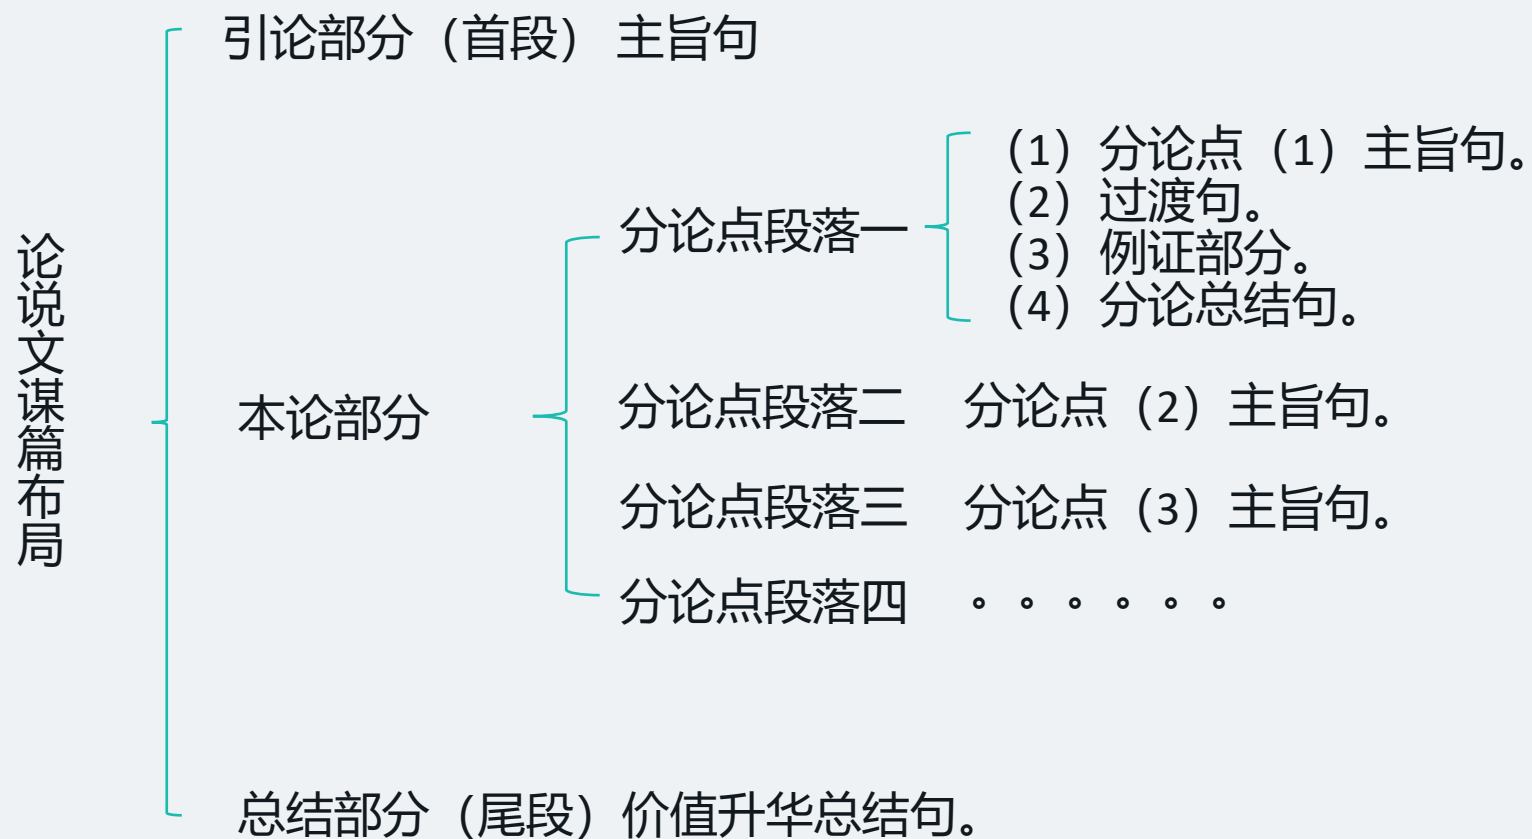 论说文谋篇布局
引论部分（首段） 主旨句
本论部分
分论点段落一
（1）分论点（1）主旨句。
（2）过渡句。
（3）例证部分。
（4）分论总结句。
分论点段落二 分论点（2）主旨句。
分论点段落三 分论点（3）主旨句。
分论点段落四 。。。。。。
总结部分（尾段）价值升华总结句。